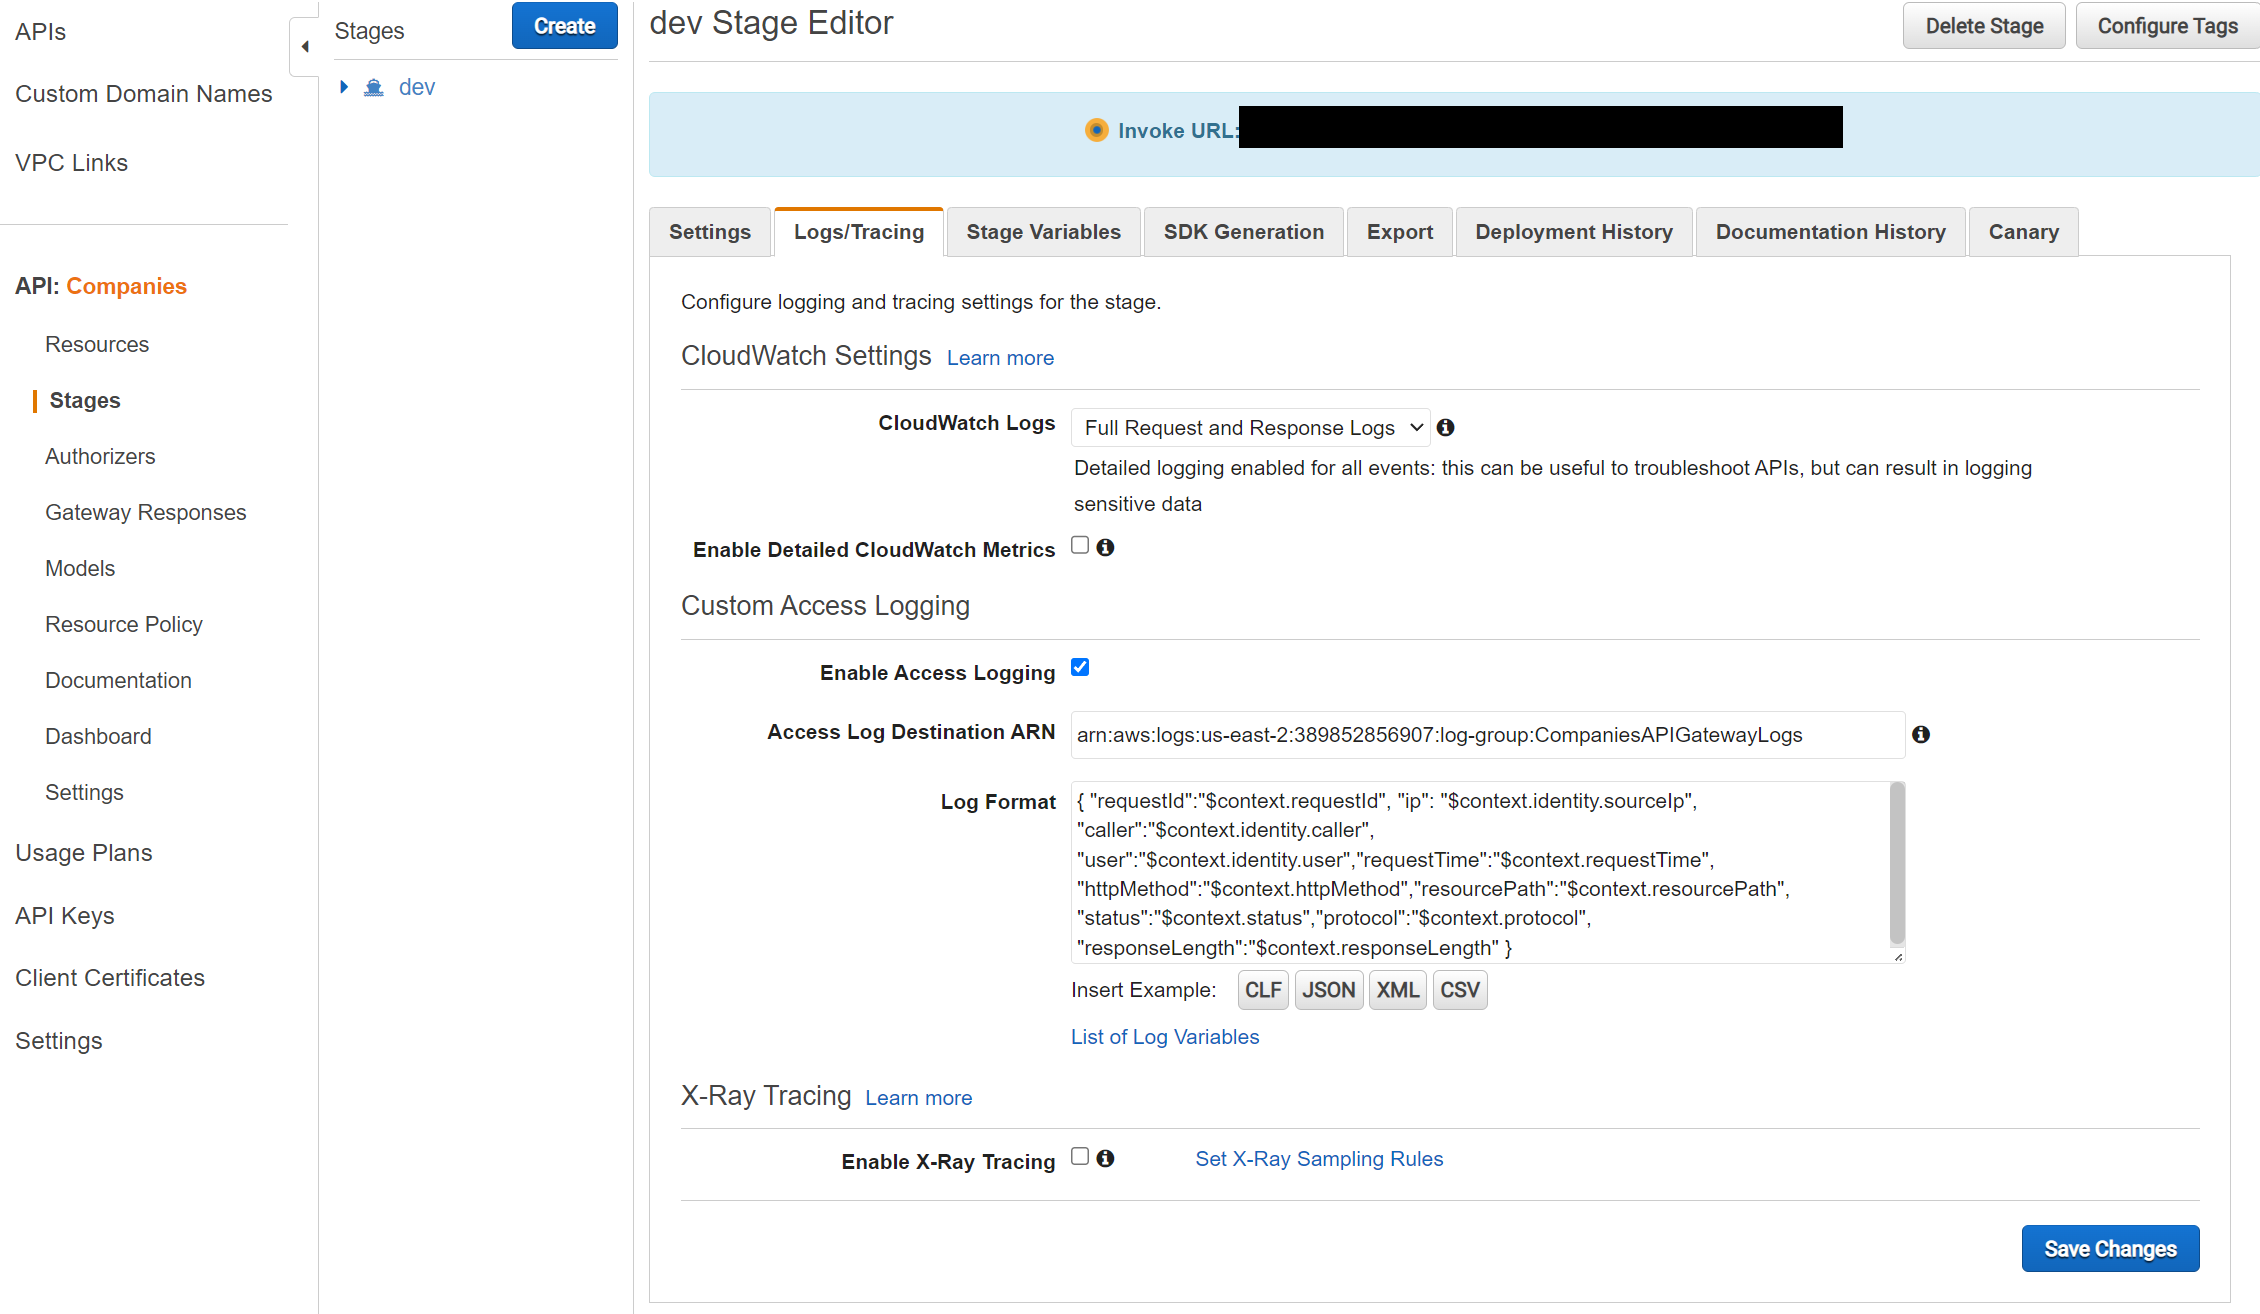 APIs
Custom Domain Names
VPC Links
API: Companies
Resources
Stages
Authorizers
Gateway Responses
Models
Resource Policy
Documentation
Dashboard
Settings
Usage Plans
API Keys
Client Certificates
Settings
Stages
Create
dev
dev Stage Editor
Delete Stage
Configure Tags
Invoke URL:
Settings
Logs/Tracing
Stage Variables
SDK Generation
Export
Deployment History
Documentation History
Canary
Configure logging and tracing settings for the stage.
CloudWatch Settings Learn more
CloudWatch Logs
Full Request and Response Logs
Detailed logging enabled for all events: this can be useful to troubleshoot APIs, but can result in logging
sensitive data
Enable Detailed CloudWatch Metrics
Custom Access Logging
Enable Access Logging
Access Log Destination ARN
arn:aws:logs:us-east-2:389852856907:log-group:CompaniesAPIGatewayLogs
Log Format
{ "requestId":"$context.requestId", "ip": "$context.identity.sourceIp",
"caller":"$context.identity.caller",
"user":"$context.identity.user","requestTime":"$context.requestTime",
"httpMethod":"$context.httpMethod","resourcePath":"$context.resourcePath",
"status":"$context.status","protocol":"$context.protocol",
"responseLength":"$context.responseLength" }
Insert Example: CLF JSON XML CSV
List of Log Variables
X-Ray Tracing Learn more
Enable X-Ray Tracing
Set X-Ray Sampling Rules
Save Changes